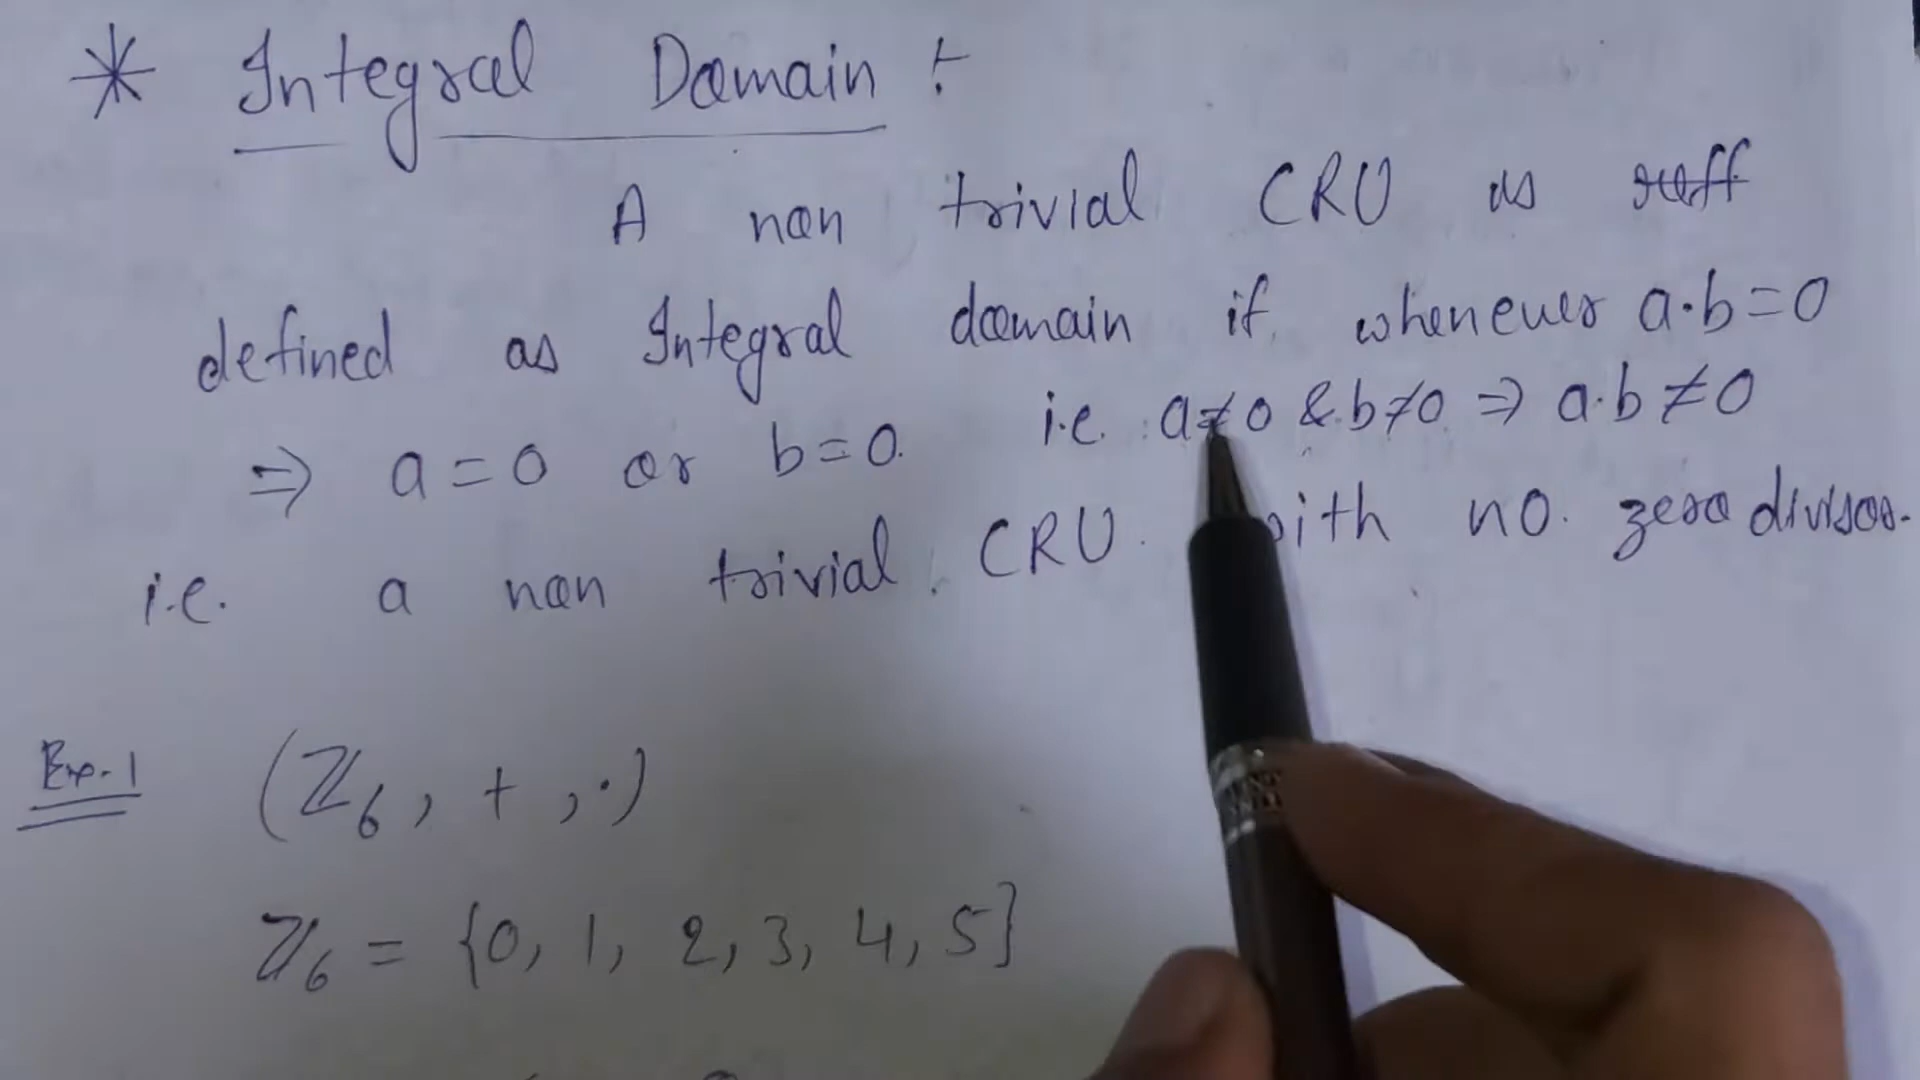 * Integral Domain :-
A non trivial CRU is
defined as Integral domain if whenever a·b=0
⇒ a=0 or b=0. i.e. a≠0 & b≠0 ⇒ a·b≠0
i.e. a non trivial CRU with no zero divisor.
Exp-1 (ℤ₆, +, ·)
ℤ₆ = {0, 1, 2, 3, 4, 5}